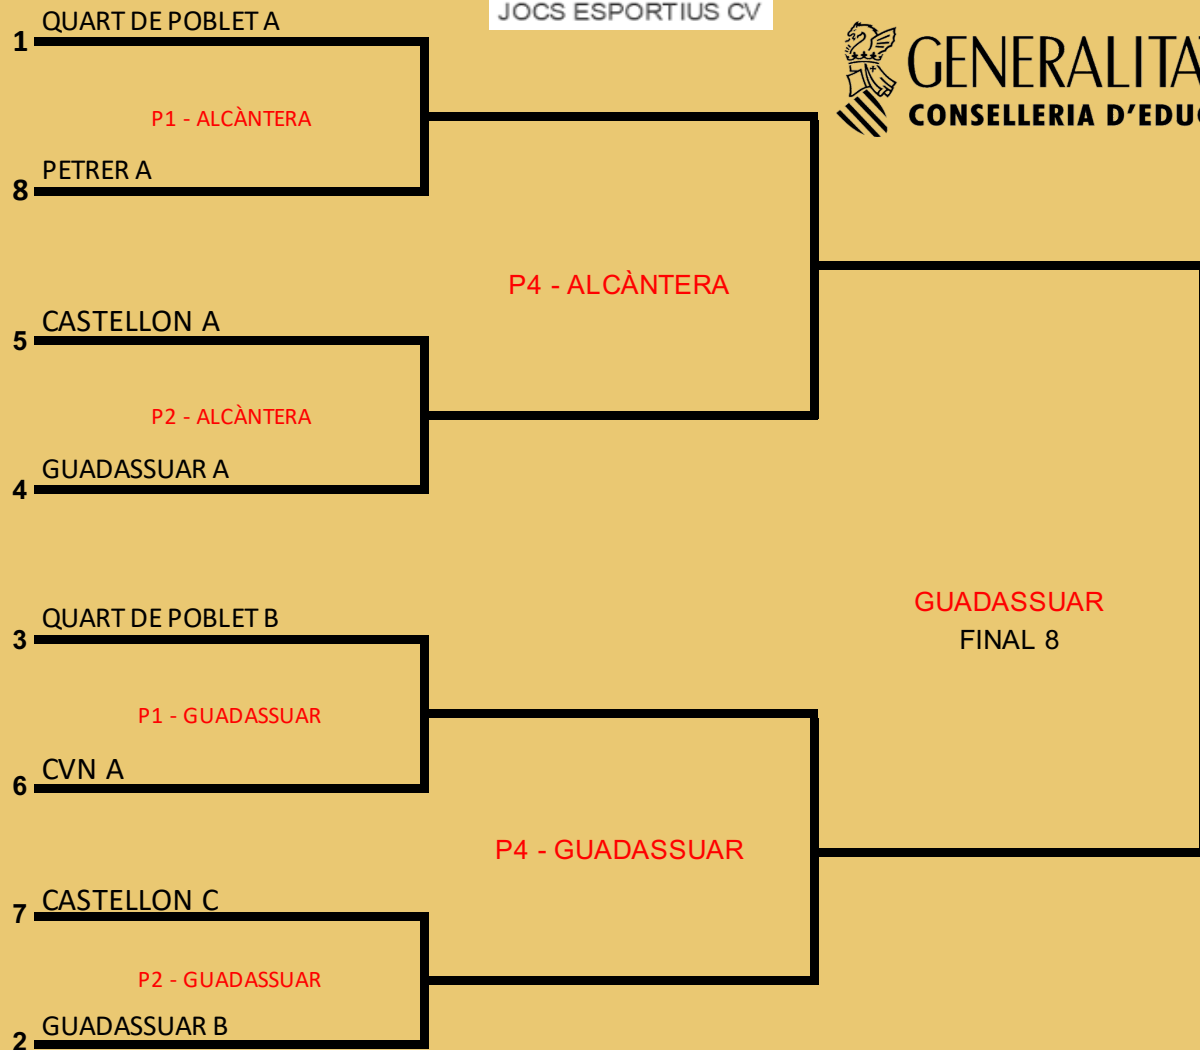 JOCS ESPORTIUS CV
GENERALITA
CONSELLERIA D'EDU
QUART DE POBLET A
1
P1 - ALCÀNTERA
PETRER A
8
P4 - ALCÀNTERA
CASTELLON A
5
P2 - ALCÀNTERA
GUADASSUAR A
4
GUADASSUAR
FINAL 8
QUART DE POBLET B
3
P1 - GUADASSUAR
CVN A
6
P4 - GUADASSUAR
CASTELLON C
7
P2 - GUADASSUAR
GUADASSUAR B
2